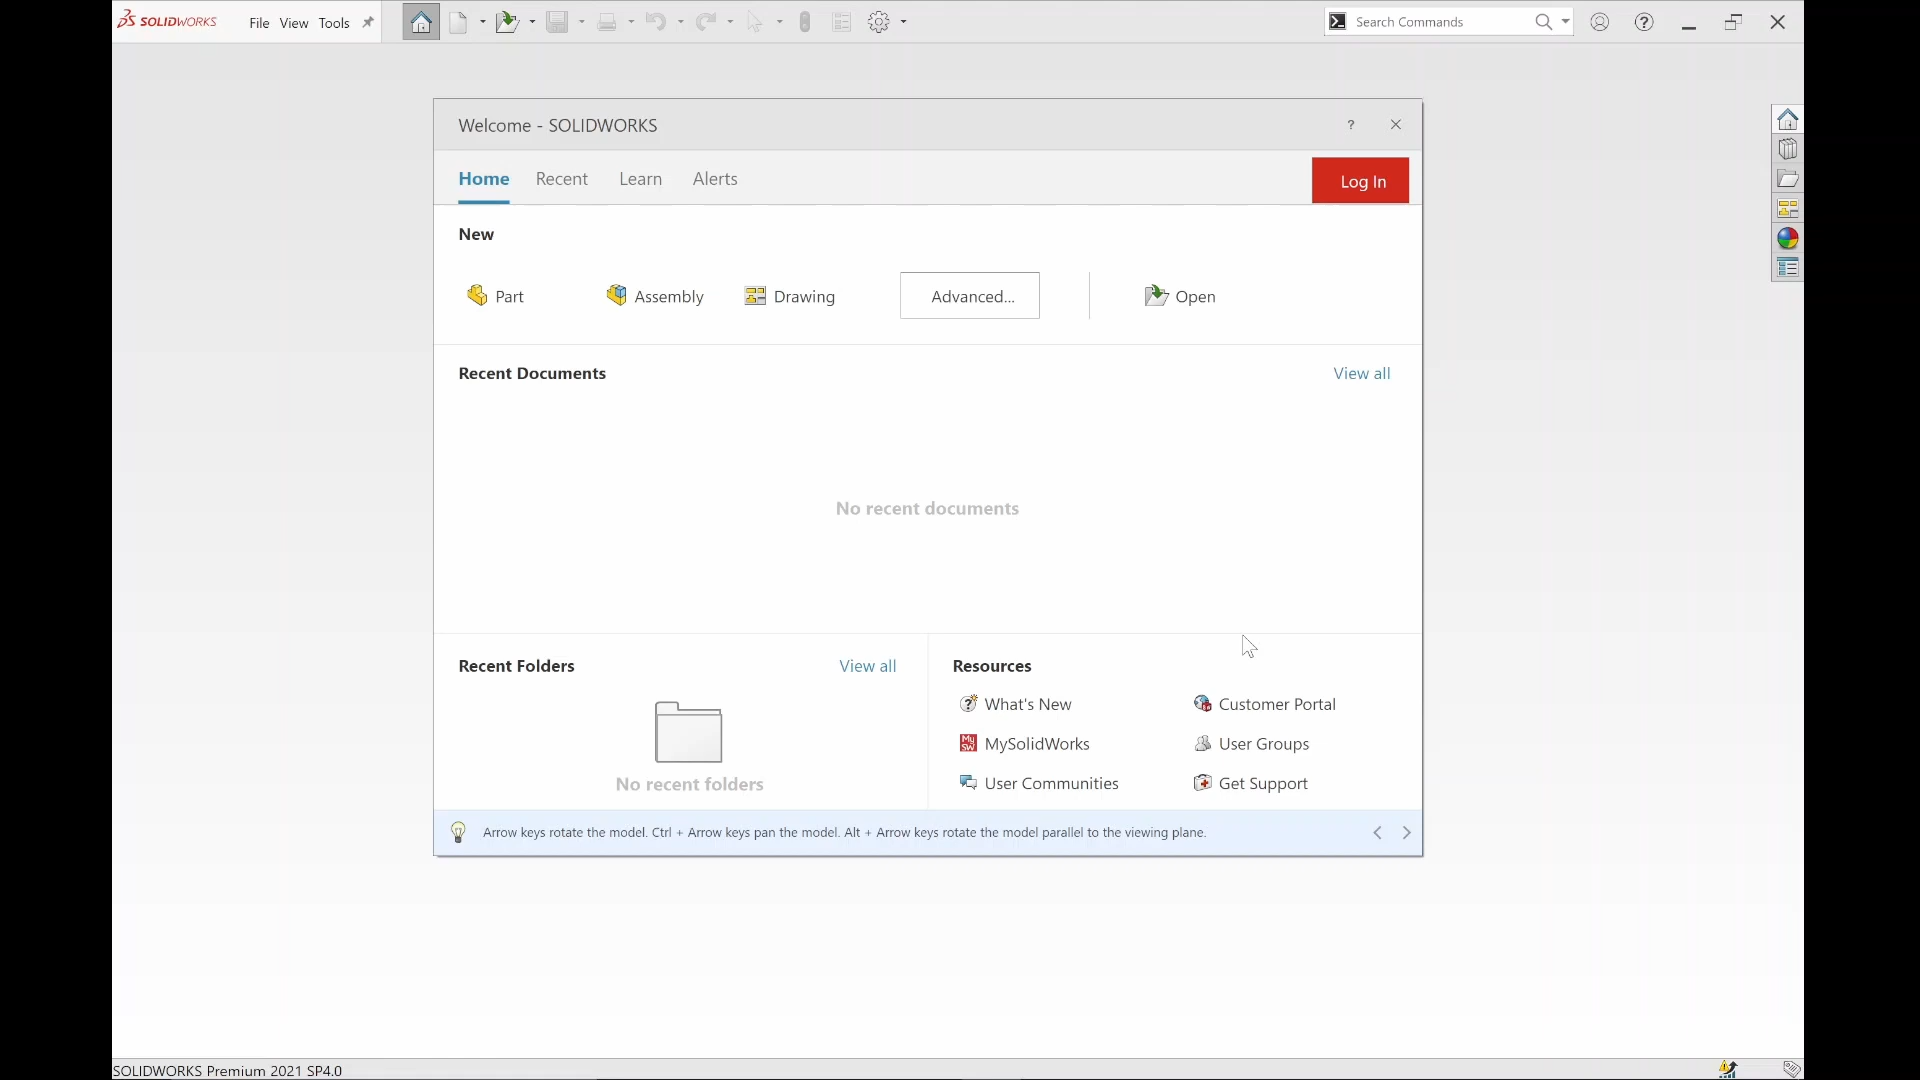 SOLIDWORKS File View Tools Search Commands
Welcome - SOLIDWORKS ?
Home Recent Learn Alerts Log In
New
Part Assembly Drawing Advanced... Open
Recent Documents View all
No recent documents
Recent Folders View all Resources
What's New Customer Portal
MySolidWorks User Groups
User Communities Get Support
No recent folders
Arrow keys rotate the model. Ctrl + Arrow keys pan the model. Alt + Arrow keys rotate the model parallel to the viewing plane.
SOLIDWORKS Premium 2021 SP4.0